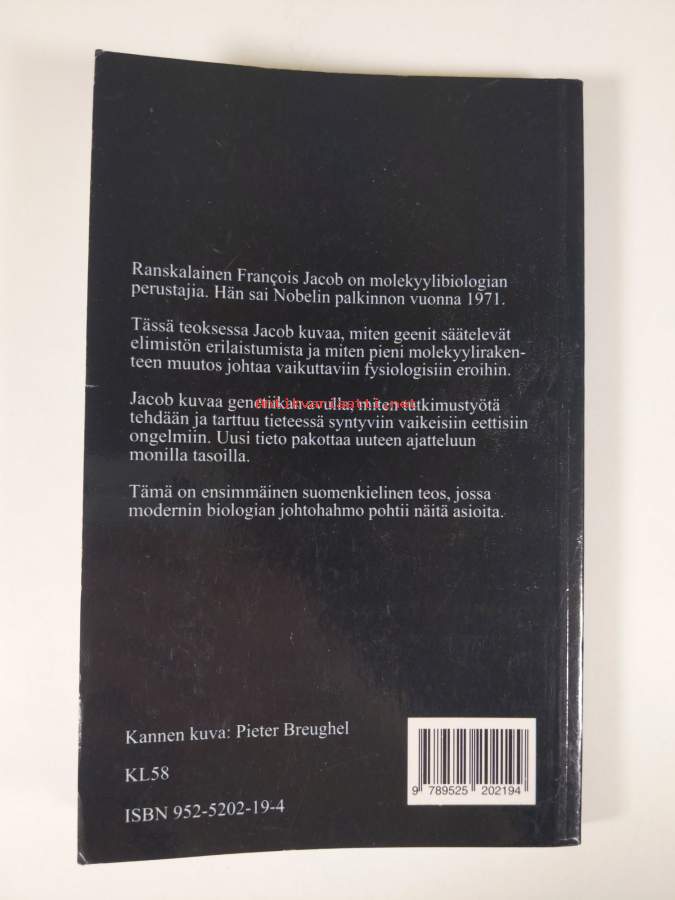 Ranskalainen François Jacob on molekyylibiologian
perustajia. Hän sai Nobelin palkinnon vuonna 1971.
Tässä teoksessa Jacob kuvaa, miten geenit säätelevät
elimistön erilaistumista ja miten pieni molekyyliraken-
teen muutos johtaa vaikuttaviin fysiologisiin eroihin.
Jacob kuvaa genetiikan avulla, miten tutkimustyötä
tehdään ja tarttuu tieteessä syntyviin vaikeisiin eettisiin
ongelmiin. Uusi tieto pakottaa uuteen ajatteluun
monilla tasoilla.
Tämä on ensimmäinen suomenkielinen teos, jossa
modernin biologian johtohahmo pohtii näitä asioita.
Kannen kuva: Pieter Breughel
KL58
ISBN 952-5202-19-4
9 789525 202194